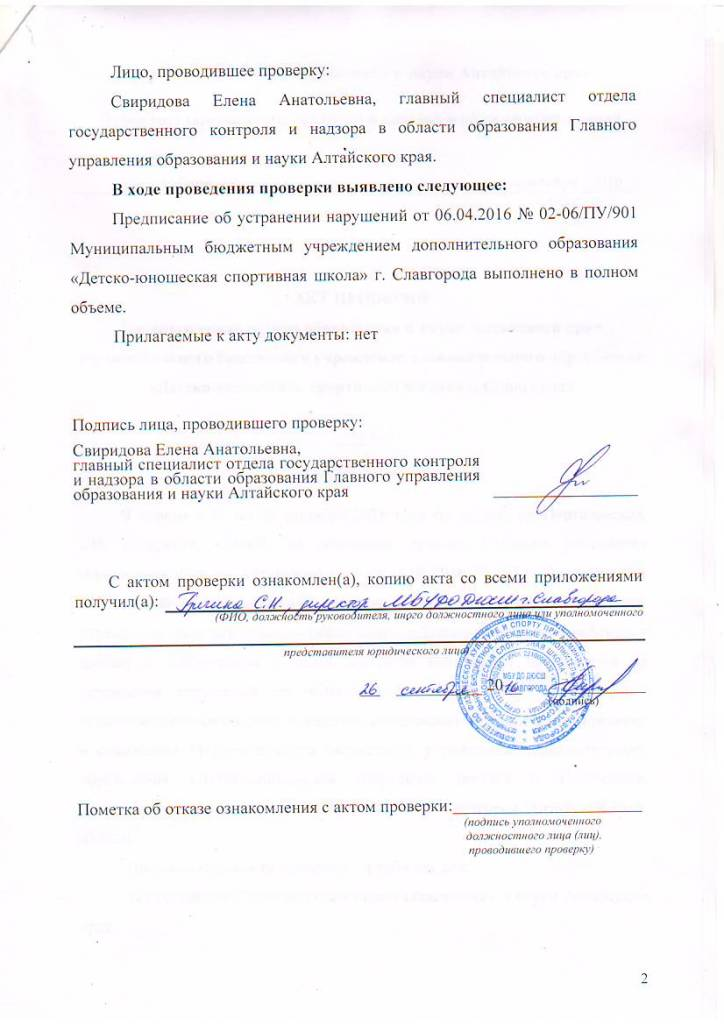 Лицо, проводившее проверку:
Свиридова Елена Анатольевна, главный специалист отдела
государственного контроля и надзора в области образования Главного
управления образования и науки Алтайского края.
В ходе проведения проверки выявлено следующее:
Предписание об устранении нарушений от 06.04.2016 № 02-06/ПУ/901
Муниципальным бюджетным учреждением дополнительного образования
«Детско-юношеская спортивная школа» г. Славгорода выполнено в полном
объеме.
Прилагаемые к акту документы: нет
Подпись лица, проводившего проверку:
Свиридова Елена Анатольевна,
главный специалист отдела государственного контроля
и надзора в области образования Главного управления
образования и науки Алтайского края
С актом проверки ознакомлен(а), копию акта со всеми приложениями
получил(а): С.Н., директор МБУ ДО ДЮСШ г. Славгорода
(ФИО, должность руководителя, иного должностного лица или уполномоченного
представителя юридического лица)
26 сентября 2016
МБУ ДО ДЮСШ
СЛАВГОРОДА
(подпись)
Пометка об отказе ознакомления с актом проверки:
(подпись уполномоченного
должностного лица (лиц),
проводившего проверку)
2